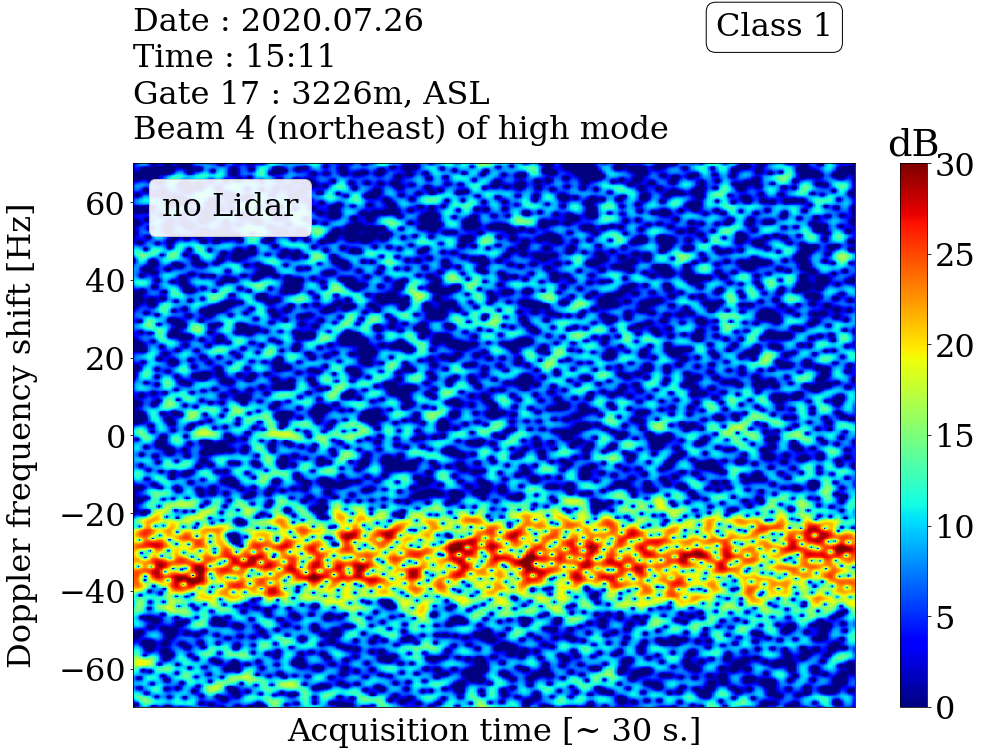 Date : 2020.07.26
Time : 15:11
Gate 17 : 3226m, ASL
Beam 4 (northeast) of high mode
Class 1
no Lidar
Doppler frequency shift [Hz]
60
40
20
0
−20
−40
−60
Acquisition time [~ 30 s.]
dB
30
25
20
15
10
5
0